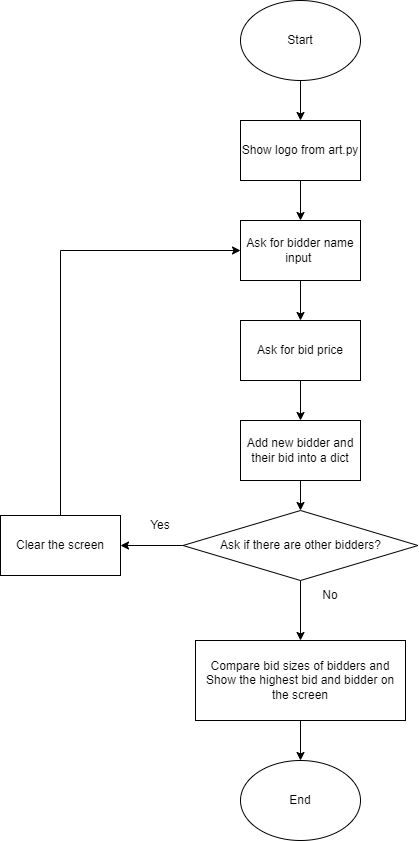 Start
Show logo from art.py
Ask for bidder name
input
Ask for bid price
Add new bidder and
their bid into a dict
Yes
Clear the screen
Ask if there are other bidders?
No
Compare bid sizes of bidders and
Show the highest bid and bidder on
the screen
End